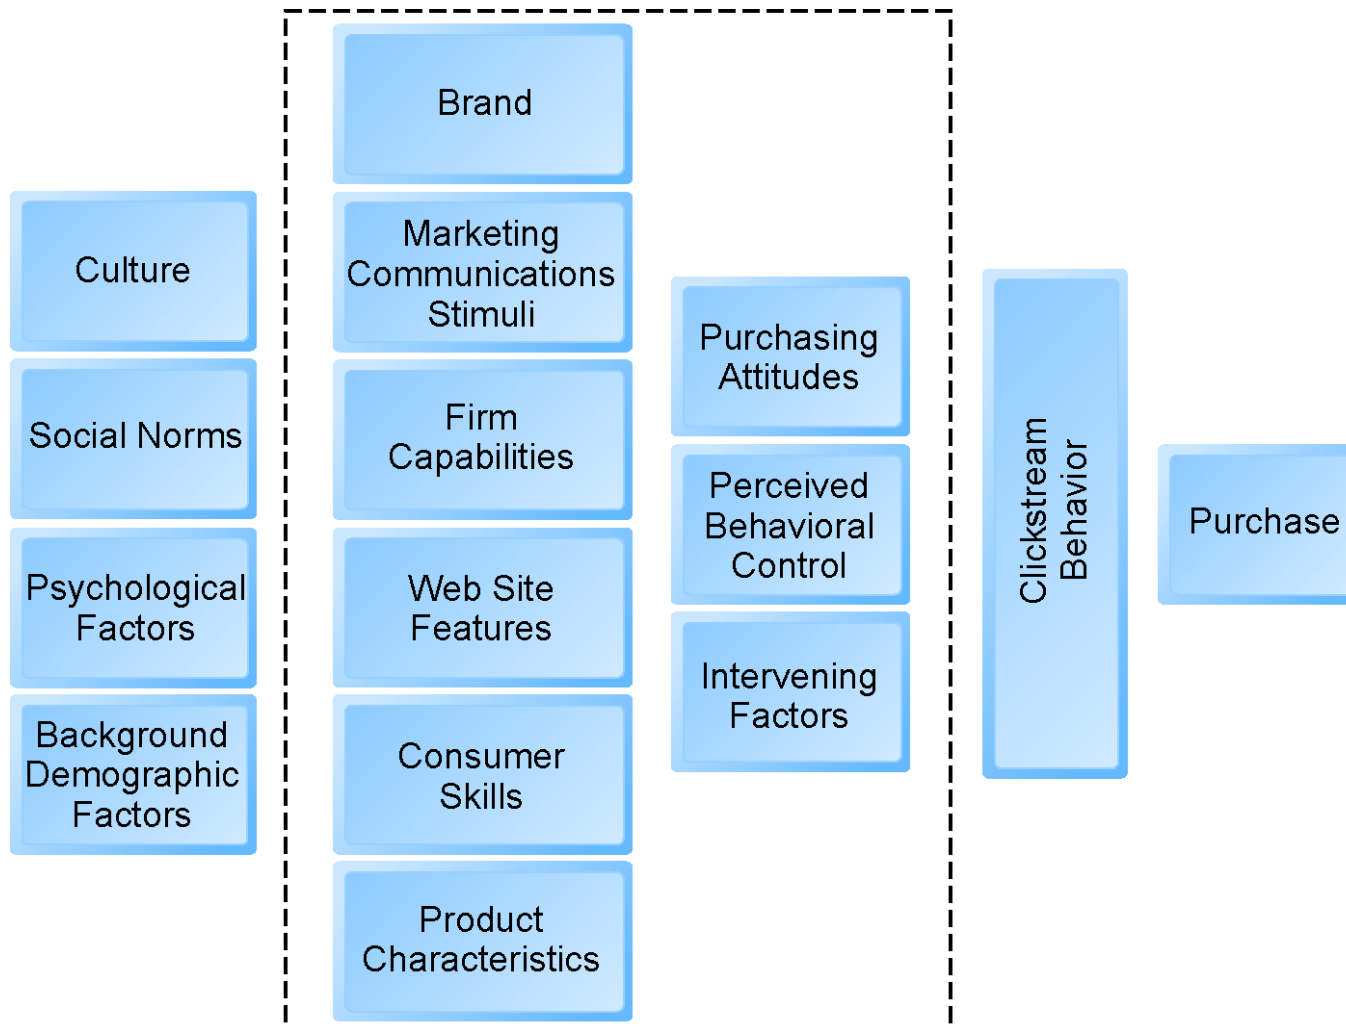 Culture
Social Norms
Psychological
Factors
Background
Demographic
Factors
Brand
Marketing
Communications
Stimuli
Firm
Capabilities
Web Site
Features
Consumer
Skills
Product
Characteristics
Purchasing
Attitudes
Perceived
Behavioral
Control
Intervening
Factors
Clickstream
Behavior
Purchase